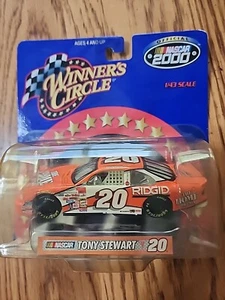 AGES 4 AND UP
OFFICIAL
NASCAR
2000
WINNER'S
CIRCLE
1/43 SCALE
20
20
RIDGID
NASCAR TONY STEWART 20